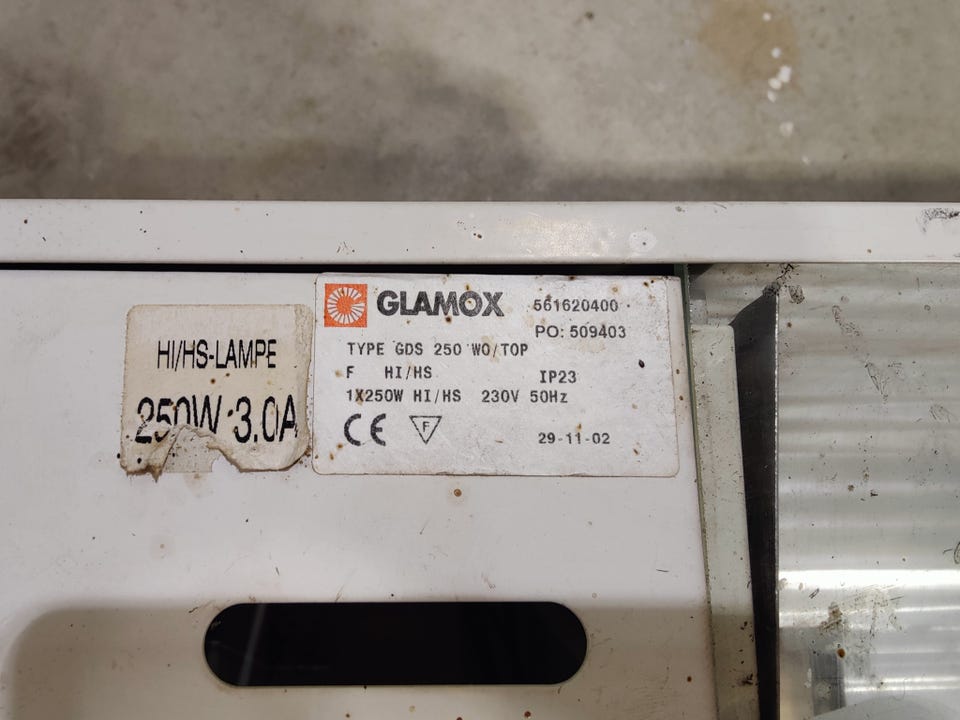 HI/HS-LAMPE
250W 3.0A
GLAMOX 561620400
PO: 509403
TYPE GDS 250 WO/TOP
F HI/HS IP23
1X250W HI/HS 230V 50Hz
CE F 29-11-02